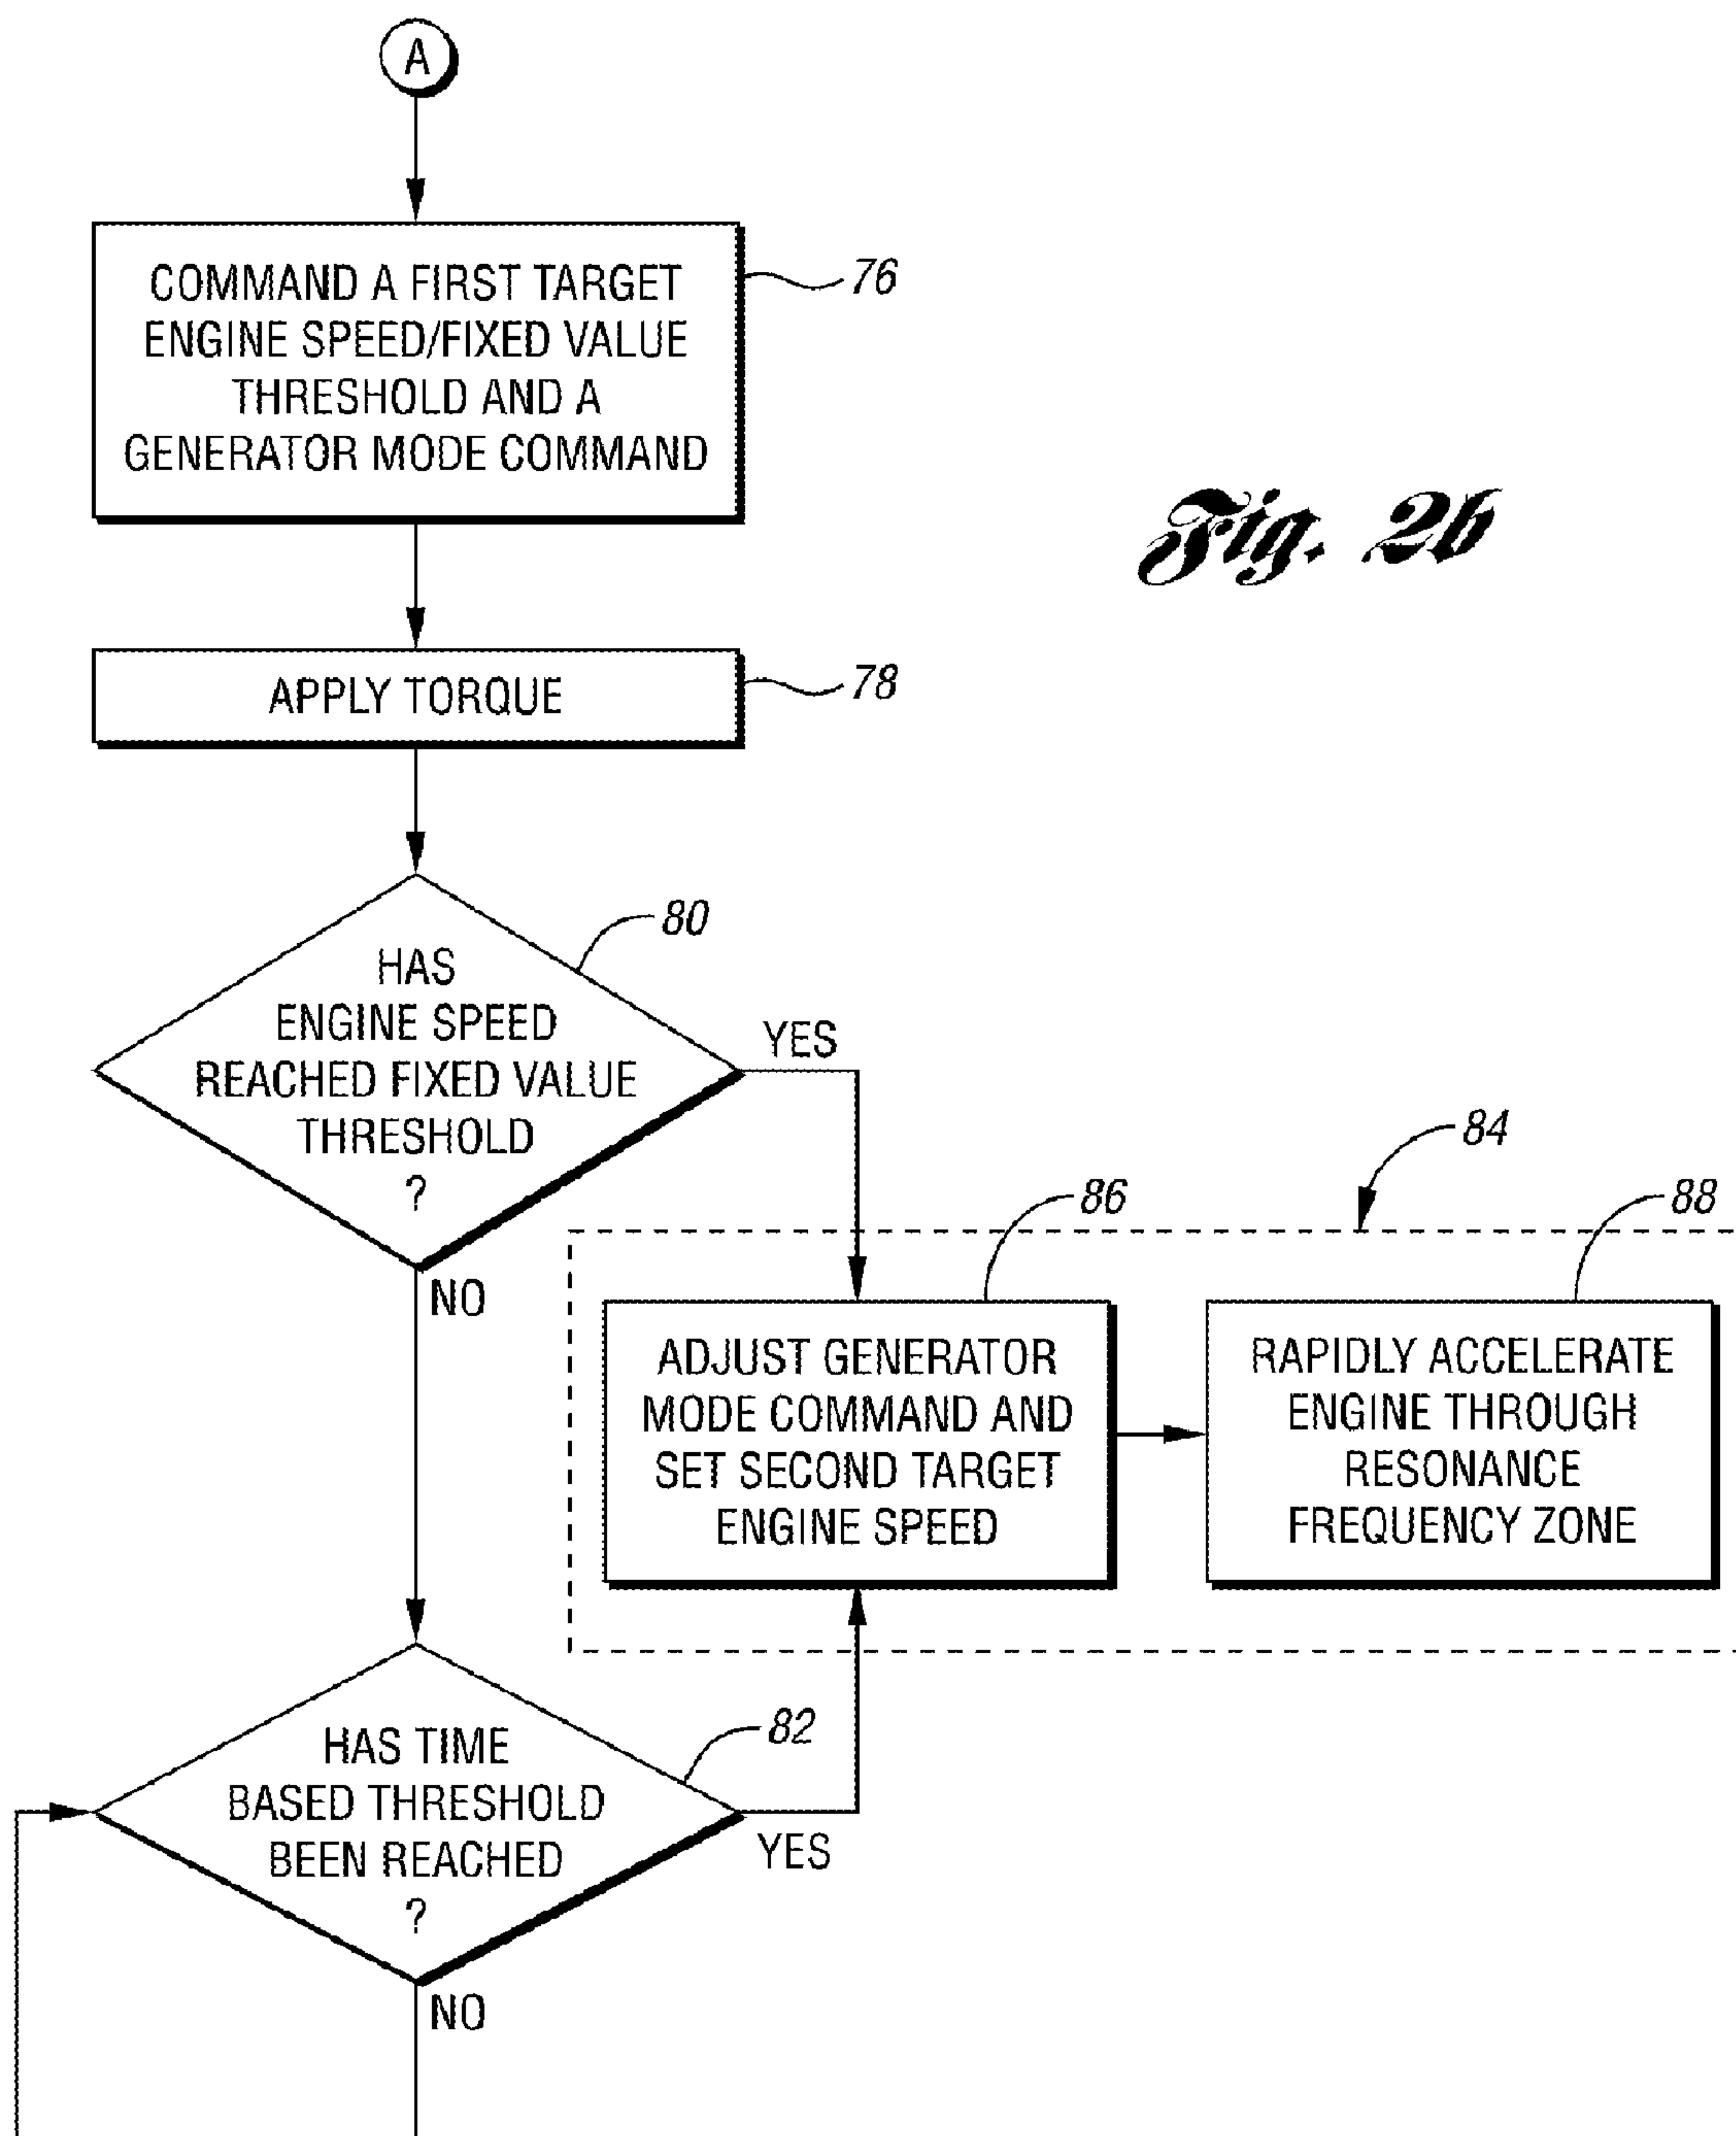 A
COMMAND A FIRST TARGET
ENGINE SPEED/FIXED VALUE
THRESHOLD AND A
GENERATOR MODE COMMAND
76
Fig. 2b
APPLY TORQUE
78
HAS
ENGINE SPEED
REACHED FIXED VALUE
THRESHOLD
?
80
YES
NO
84
86
88
ADJUST GENERATOR
MODE COMMAND AND
SET SECOND TARGET
ENGINE SPEED
RAPIDLY ACCELERATE
ENGINE THROUGH
RESONANCE
FREQUENCY ZONE
HAS TIME
BASED THRESHOLD
BEEN REACHED
?
82
YES
NO